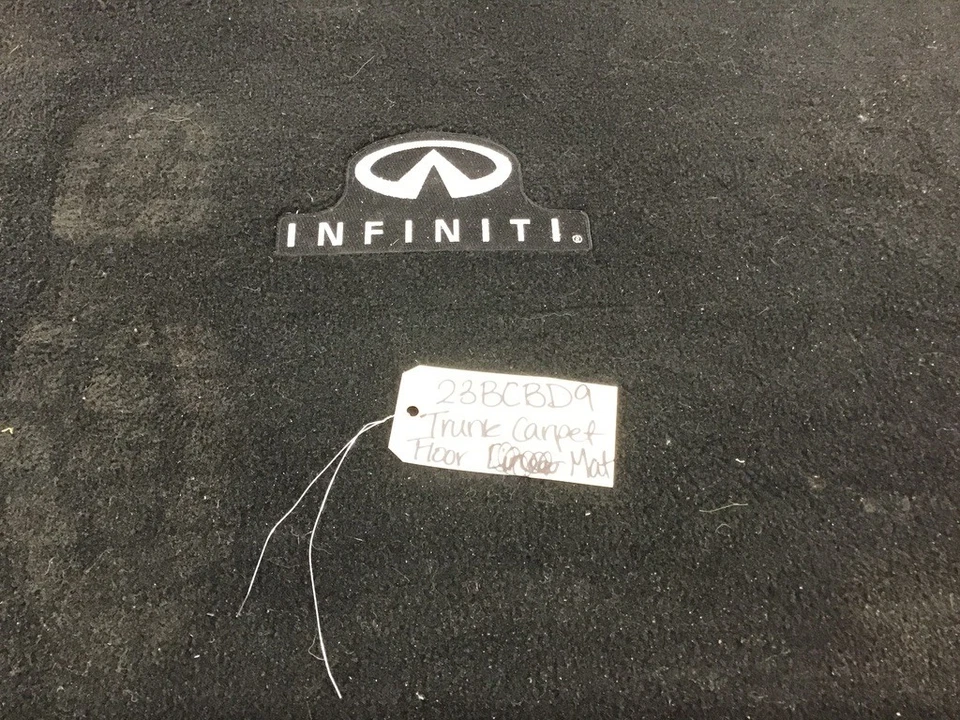 INFINITI®
23BCBD9
Trunk Carpet
Floor Mat